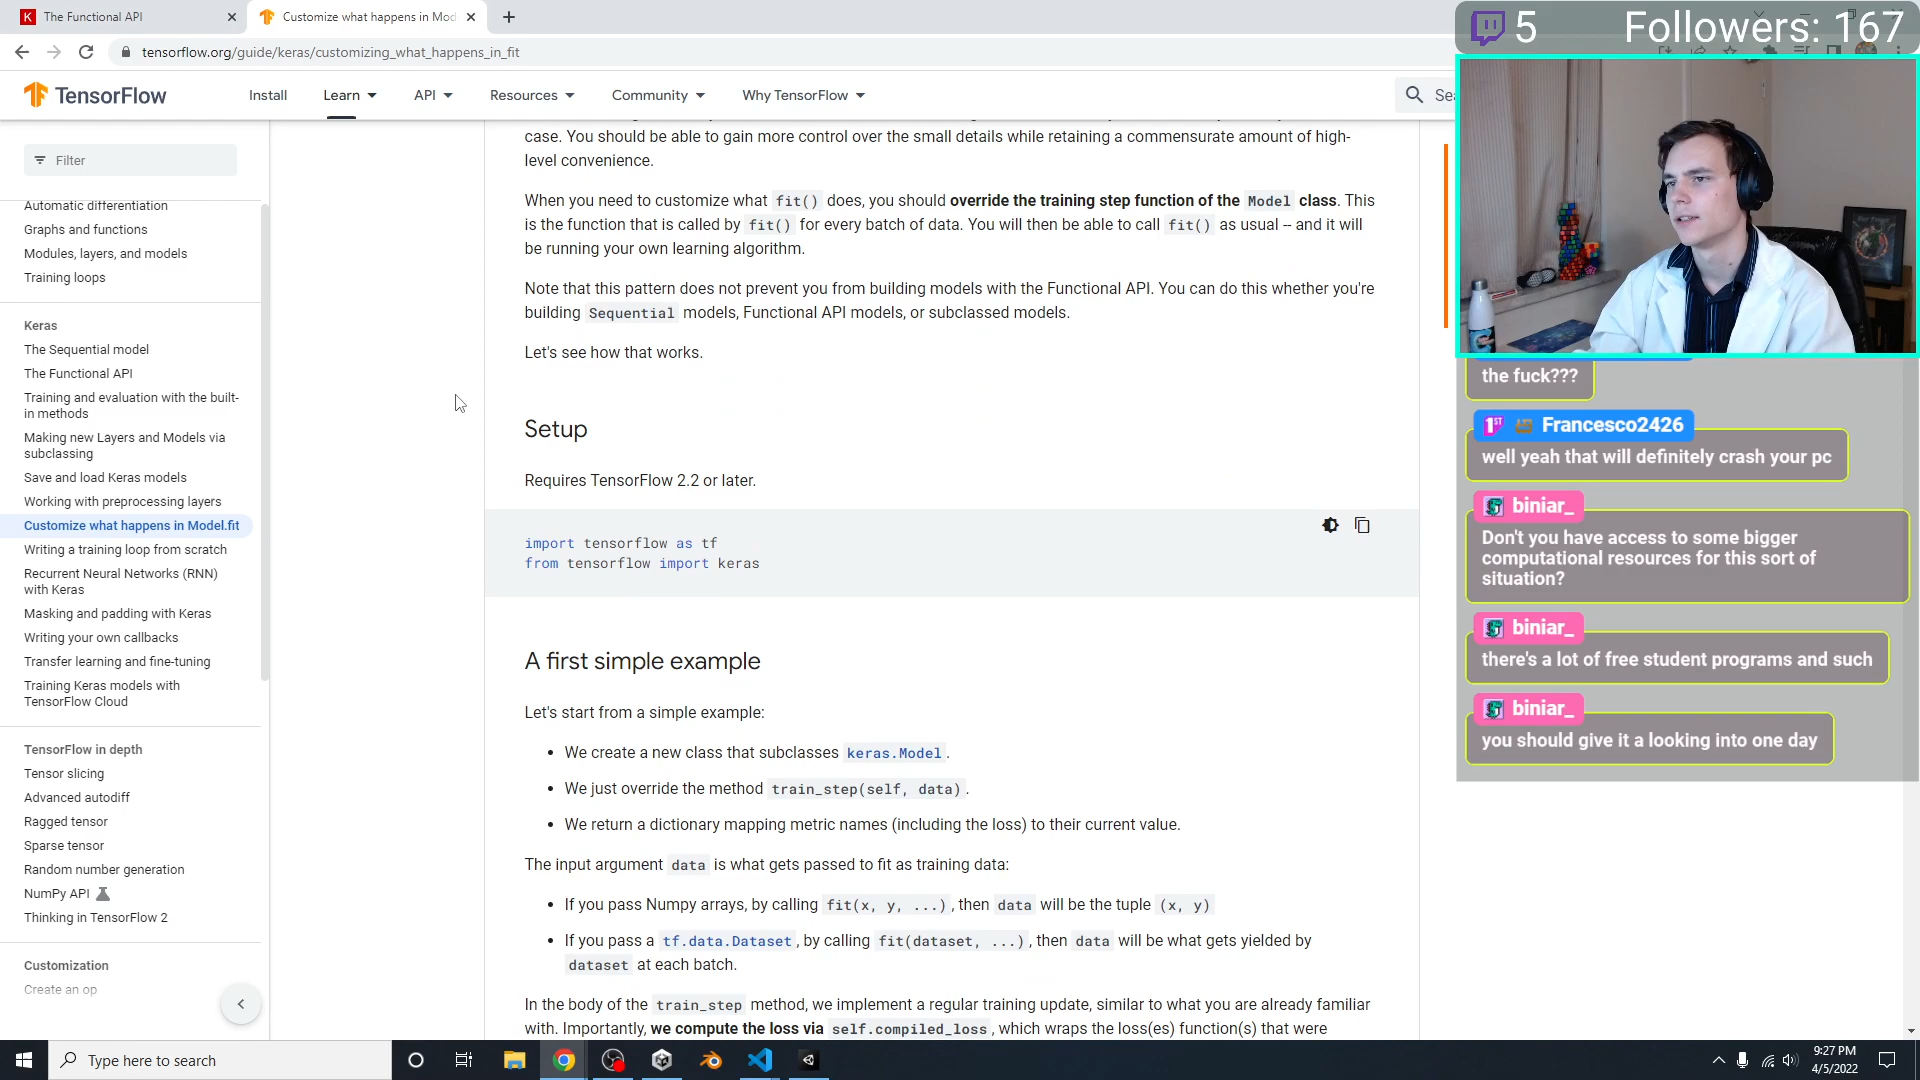 The Functional API
Customize what happens in Mod
tensorflow.org/guide/keras/customizing_what_happens_in_fit
5 Followers: 167
TensorFlow
Install
Learn
API
Resources
Community
Why TensorFlow
Sea
Filter
Automatic differentiation
Graphs and functions
Modules, layers, and models
Training loops
Keras
The Sequential model
The Functional API
Training and evaluation with the built-
in methods
Making new Layers and Models via
subclassing
Save and load Keras models
Working with preprocessing layers
Customize what happens in Model.fit
Writing a training loop from scratch
Recurrent Neural Networks (RNN)
with Keras
Masking and padding with Keras
Writing your own callbacks
Transfer learning and fine-tuning
Training Keras models with
TensorFlow Cloud
TensorFlow in depth
Tensor slicing
Advanced autodiff
Ragged tensor
Sparse tensor
Random number generation
NumPy API
Thinking in TensorFlow 2
Customization
Create an op
case. You should be able to gain more control over the small details while retaining a commensurate amount of high-
level convenience.
When you need to customize what fit() does, you should override the training step function of the Model class. This
is the function that is called by fit() for every batch of data. You will then be able to call fit() as usual -- and it will
be running your own learning algorithm.
Note that this pattern does not prevent you from building models with the Functional API. You can do this whether you're
building Sequential models, Functional API models, or subclassed models.
Let's see how that works.
Setup
Requires TensorFlow 2.2 or later.
import tensorflow as tf
from tensorflow import keras
A first simple example
Let's start from a simple example:
• We create a new class that subclasses keras.Model.
• We just override the method train_step(self, data).
• We return a dictionary mapping metric names (including the loss) to their current value.
The input argument data is what gets passed to fit as training data:
• If you pass Numpy arrays, by calling fit(x, y, ...), then data will be the tuple (x, y)
• If you pass a tf.data.Dataset, by calling fit(dataset, ...), then data will be what gets yielded by
dataset at each batch.
In the body of the train_step method, we implement a regular training update, similar to what you are already familiar
with. Importantly, we compute the loss via self.compiled_loss, which wraps the loss(es) function(s) that were
the fuck???
1ST Francesco2426
well yeah that will definitely crash your pc
biniar_
Don't you have access to some bigger
computational resources for this sort of
situation?
biniar_
there's a lot of free student programs and such
biniar_
you should give it a looking into one day
Type here to search
9:27 PM
4/5/2022